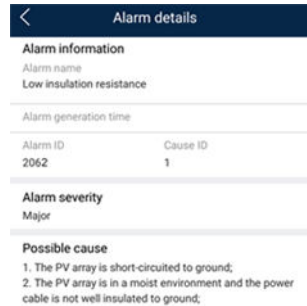 Alarm details
Alarm information
Alarm name
Low insulation resistance
Alarm generation time
Alarm ID Cause ID
2062 1
Alarm severity
Major
Possible cause
1. The PV array is short-circuited to ground;
2. The PV array is in a moist environment and the power
cable is not well insulated to ground;